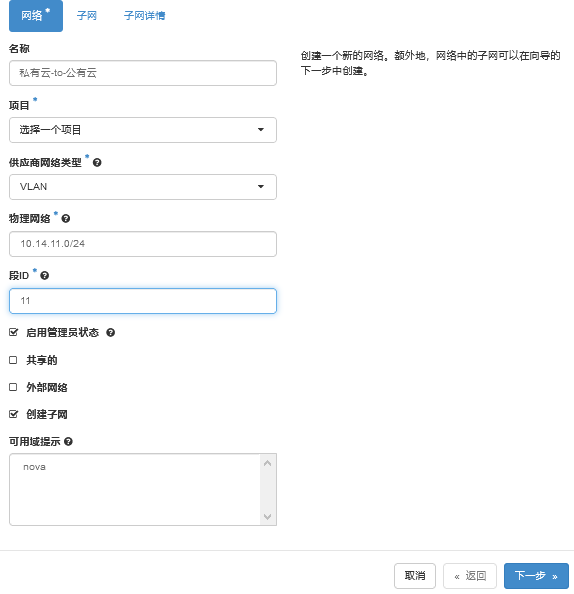 网络 * 子网 子网详情
名称
私有云-to-公有云
创建一个新的网络。额外地，网络中的子网可以在向导的
下一步中创建。
项目 *
选择一个项目
供应商网络类型 * ?
VLAN
物理网络 * ?
10.14.11.0/24
段ID * ?
11
启用管理员状态 ?
共享的
外部网络
创建子网
可用域提示 ?
nova
取消 « 返回 下一步 »